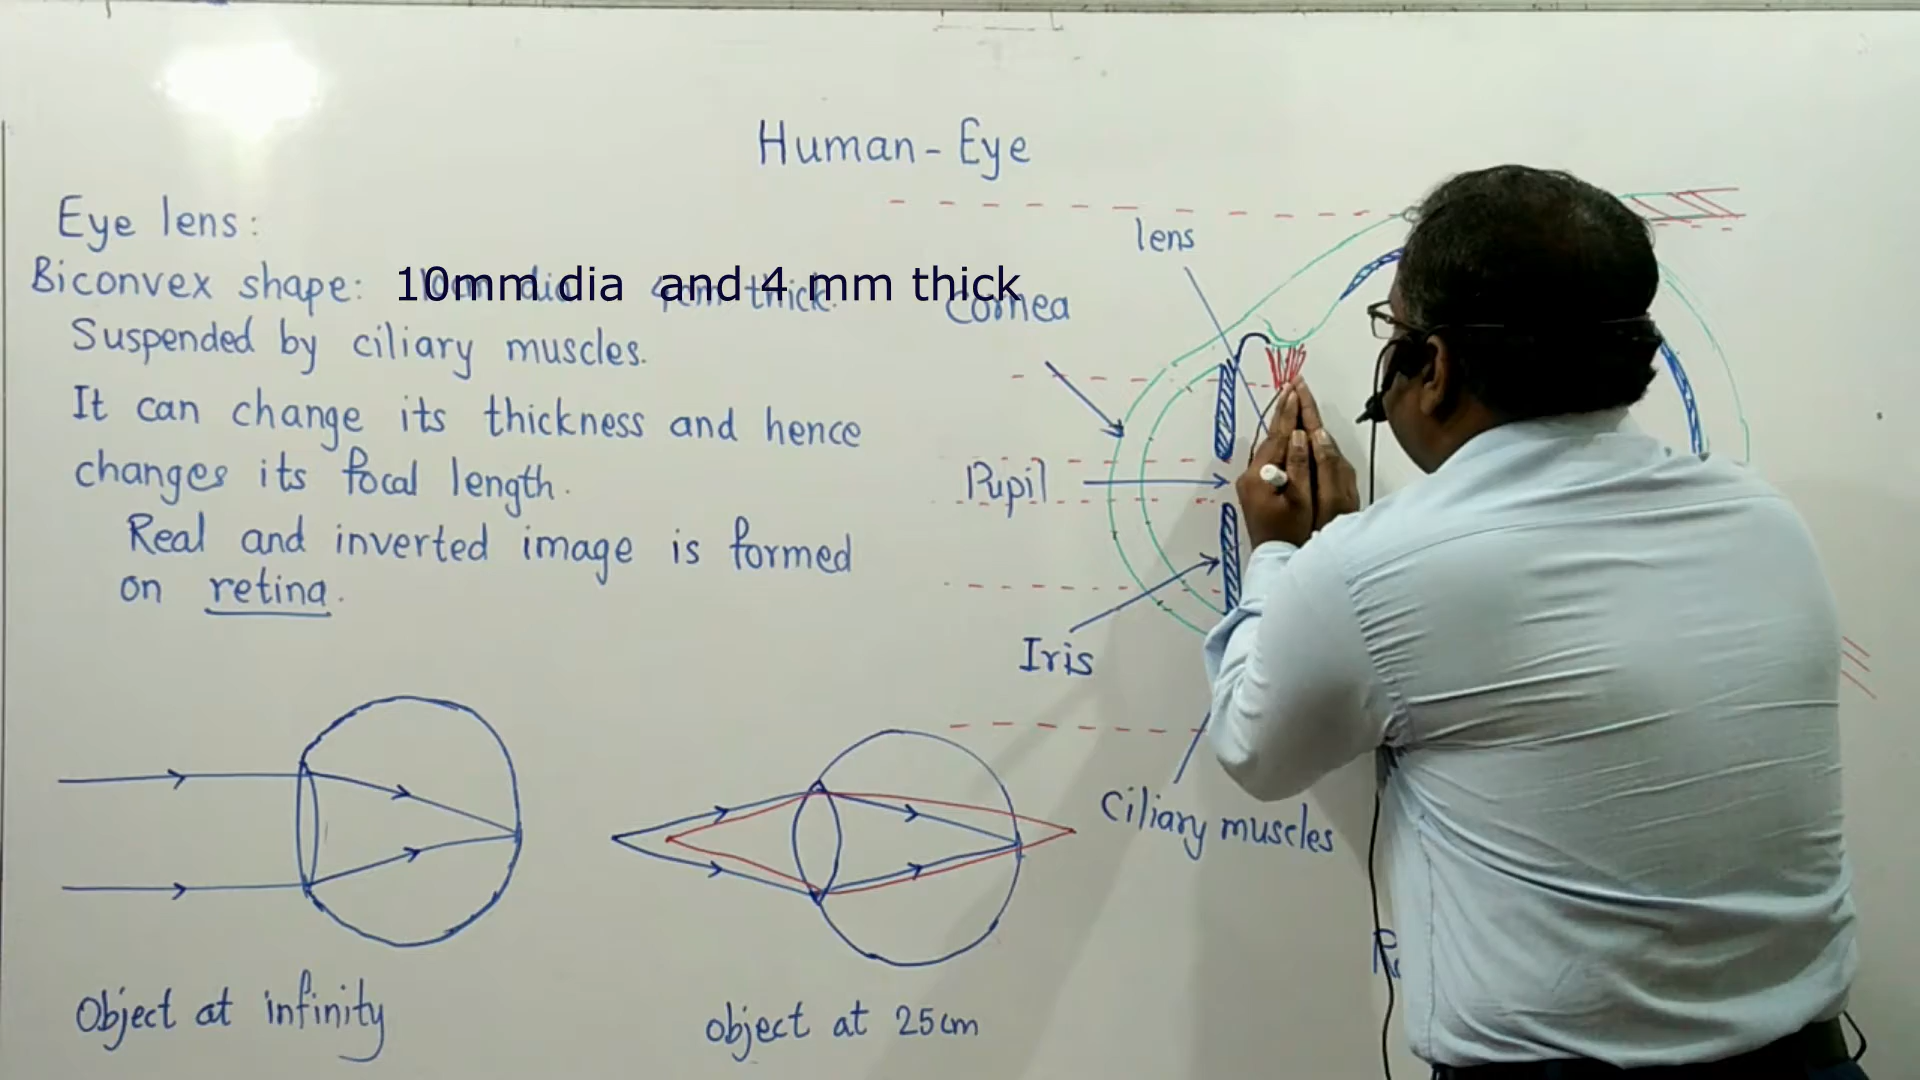 Human - Eye
Eye lens:
Biconvex shape: 10mm dia and 4 mm thick
Suspended by ciliary muscles.
It can change its thickness and hence
changes its focal length.
Real and inverted image is formed
on retina.
lens
Cornea
Pupil
Iris
Ciliary muscles
Object at infinity
object at 25cm